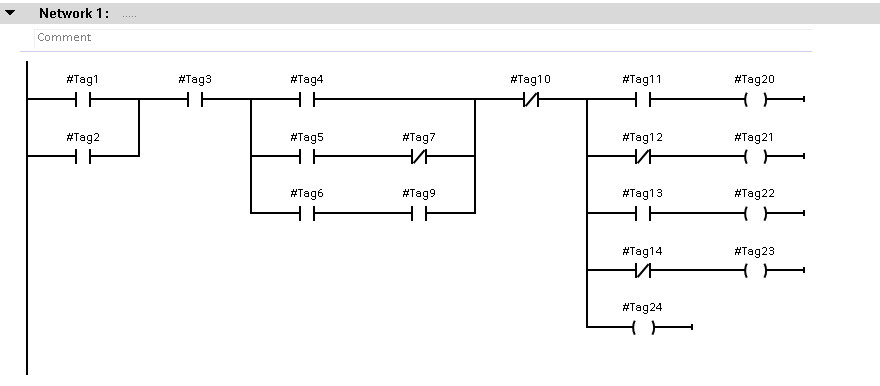 Network 1: .....
Comment
#Tag1 #Tag3 #Tag4 #Tag10 #Tag11 #Tag20
#Tag2 #Tag5 #Tag7 #Tag12 #Tag21
#Tag6 #Tag9 #Tag13 #Tag22
#Tag14 #Tag23
#Tag24